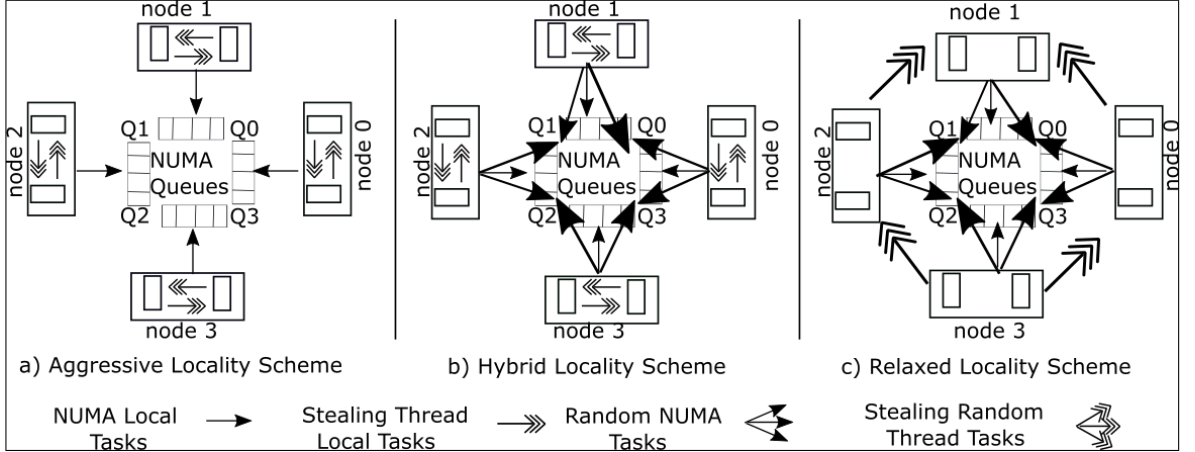 node 1
node 2
Q1
Q0
NUMA
Queues
Q2
Q3
node 0
node 3
a) Aggressive Locality Scheme
node 1
node 2
Q1
Q0
NUMA
Queues
Q2
Q3
node 0
node 3
b) Hybrid Locality Scheme
node 1
node 2
Q1
Q0
NUMA
Queues
Q2
Q3
node 0
node 3
c) Relaxed Locality Scheme
NUMA Local
Tasks
Stealing Thread
Local Tasks
Random NUMA
Tasks
Stealing Random
Thread Tasks